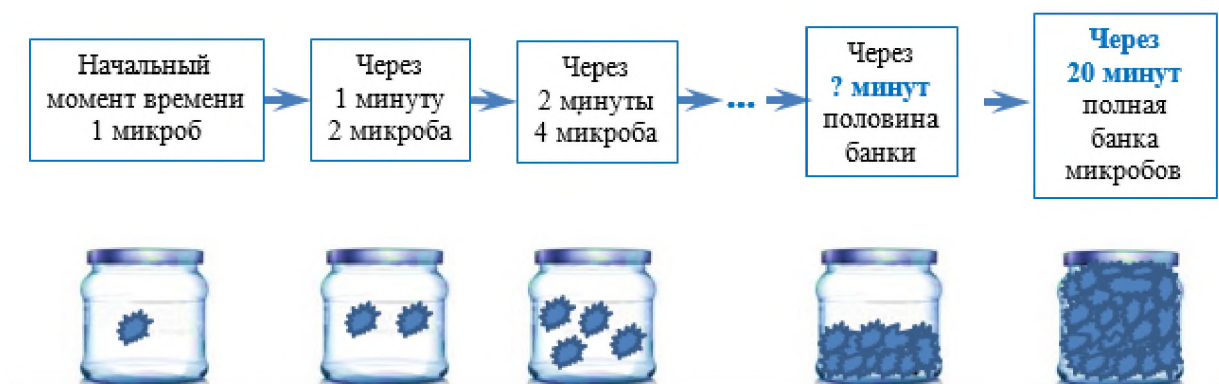 Начальный
момент времени
1 микроб
Через
1 минуту
2 микроба
Через
2 минуты
4 микроба
...
Через
? минут
половина
банки
Через
20 минут
полная
банка
микробов